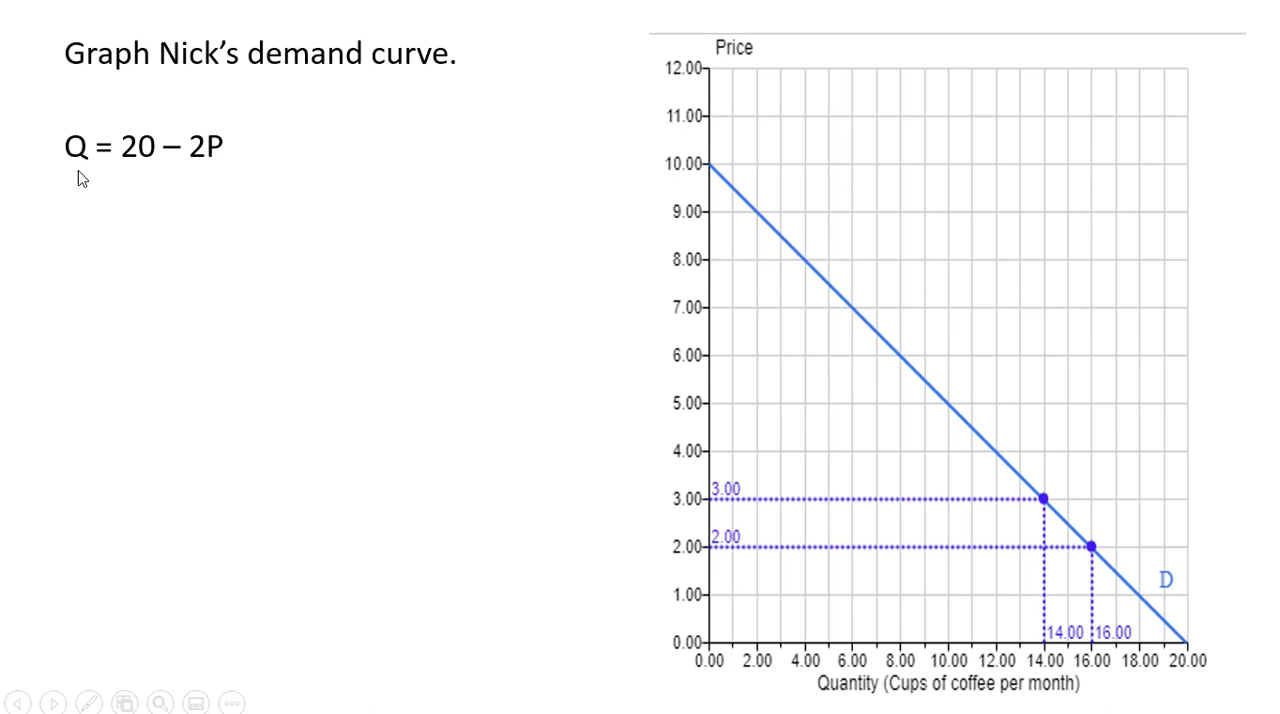 Graph Nick’s demand curve.
Q = 20 – 2P
Price
12.00
11.00
10.00
9.00
8.00
7.00
6.00
5.00
4.00
3.00
3.00
2.00
2.00
1.00
D
14.00 16.00
0.00
0.00 2.00 4.00 6.00 8.00 10.00 12.00 14.00 16.00 18.00 20.00
Quantity (Cups of coffee per month)